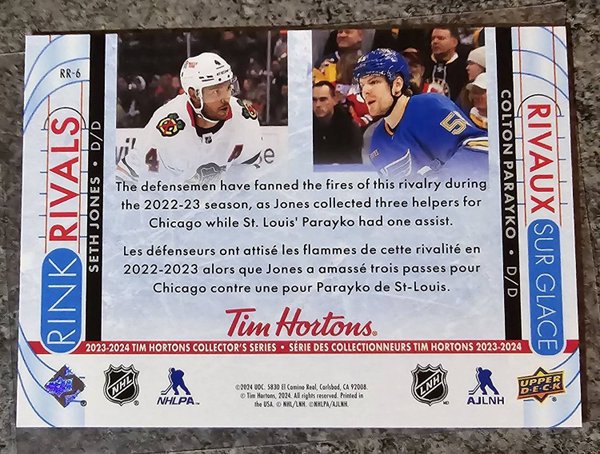 RR-6
RINK RIVALS
SETH JONES • D/D
RIVAUX SUR GLACE
COLTON PARAYKO • D/D
4
A
5
The defensemen have fanned the fires of this rivalry during
the 2022-23 season, as Jones collected three helpers for
Chicago while St. Louis' Parayko had one assist.
Les défenseurs ont attisé les flammes de cette rivalité en
2022-2023 alors que Jones a amassé trois passes pour
Chicago contre une pour Parayko de St-Louis.
Tim Hortons®
2023-2024 TIM HORTONS COLLECTOR'S SERIES • SÉRIE DES COLLECTIONNEURS TIM HORTONS 2023-2024
NHL
NHLPA™
©2024 UDC. 5830 El Camino Real, Carlsbad, CA 92008.
© Tim Hortons, 2024. All rights reserved. Printed in
the USA. © NHL/LNH. ©NHLPA/AJLNH.
LNH
MD
AJLNH
UPPER DECK